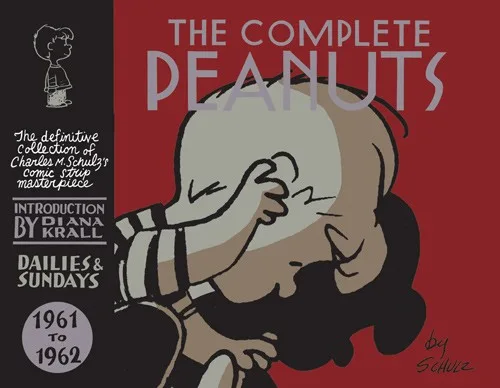 THE COMPLETE
PEANUTS
The definitive
collection of
Charles M. Schulz's
comic strip
masterpiece
INTRODUCTION
BY DIANA
KRALL
DAILIES &
SUNDAYS
1961
TO
1962
by
SCHULZ